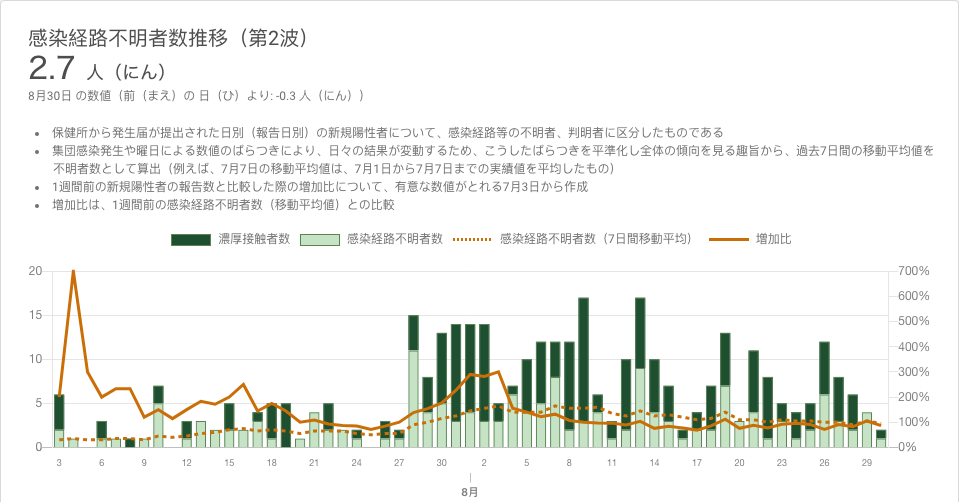 感染経路不明者数推移（第2波）
2.7 人（にん）
8月30日 の数値（前（まえ）の 日（ひ）より: -0.3 人（にん））
• 保健所から発生届が提出された日別（報告日別）の新規陽性者について、感染経路等の不明者、判明者に区分したものである
• 集団感染発生や曜日による数値のばらつきにより、日々の結果が変動するため、こうしたばらつきを平準化し全体の傾向を見る趣旨から、過去7日間の移動平均値を
不明者数として算出（例えば、7月7日の移動平均値は、7月1日から7月7日までの実績値を平均したもの）
• 1週間前の新規陽性者の報告数と比較した際の増加比について、有意な数値がとれる7月3日から作成
• 増加比は、1週間前の感染経路不明者数（移動平均値）との比較
濃厚接触者数 感染経路不明者数 感染経路不明者数（7日間移動平均） 増加比
20 700%
600%
15 500%
400%
10
300%
5 200%
100%
0 0%
3 6 9 12 15 18 21 24 27 30 2 5 8 11 14 17 20 23 26 29
8月